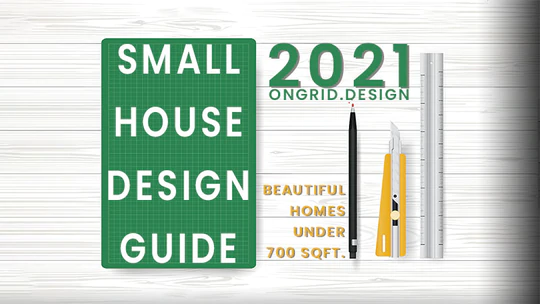 SMALL
HOUSE
DESIGN
GUIDE
2021
ONGRID.DESIGN
BEAUTIFUL
HOMES
UNDER
700 SQFT.